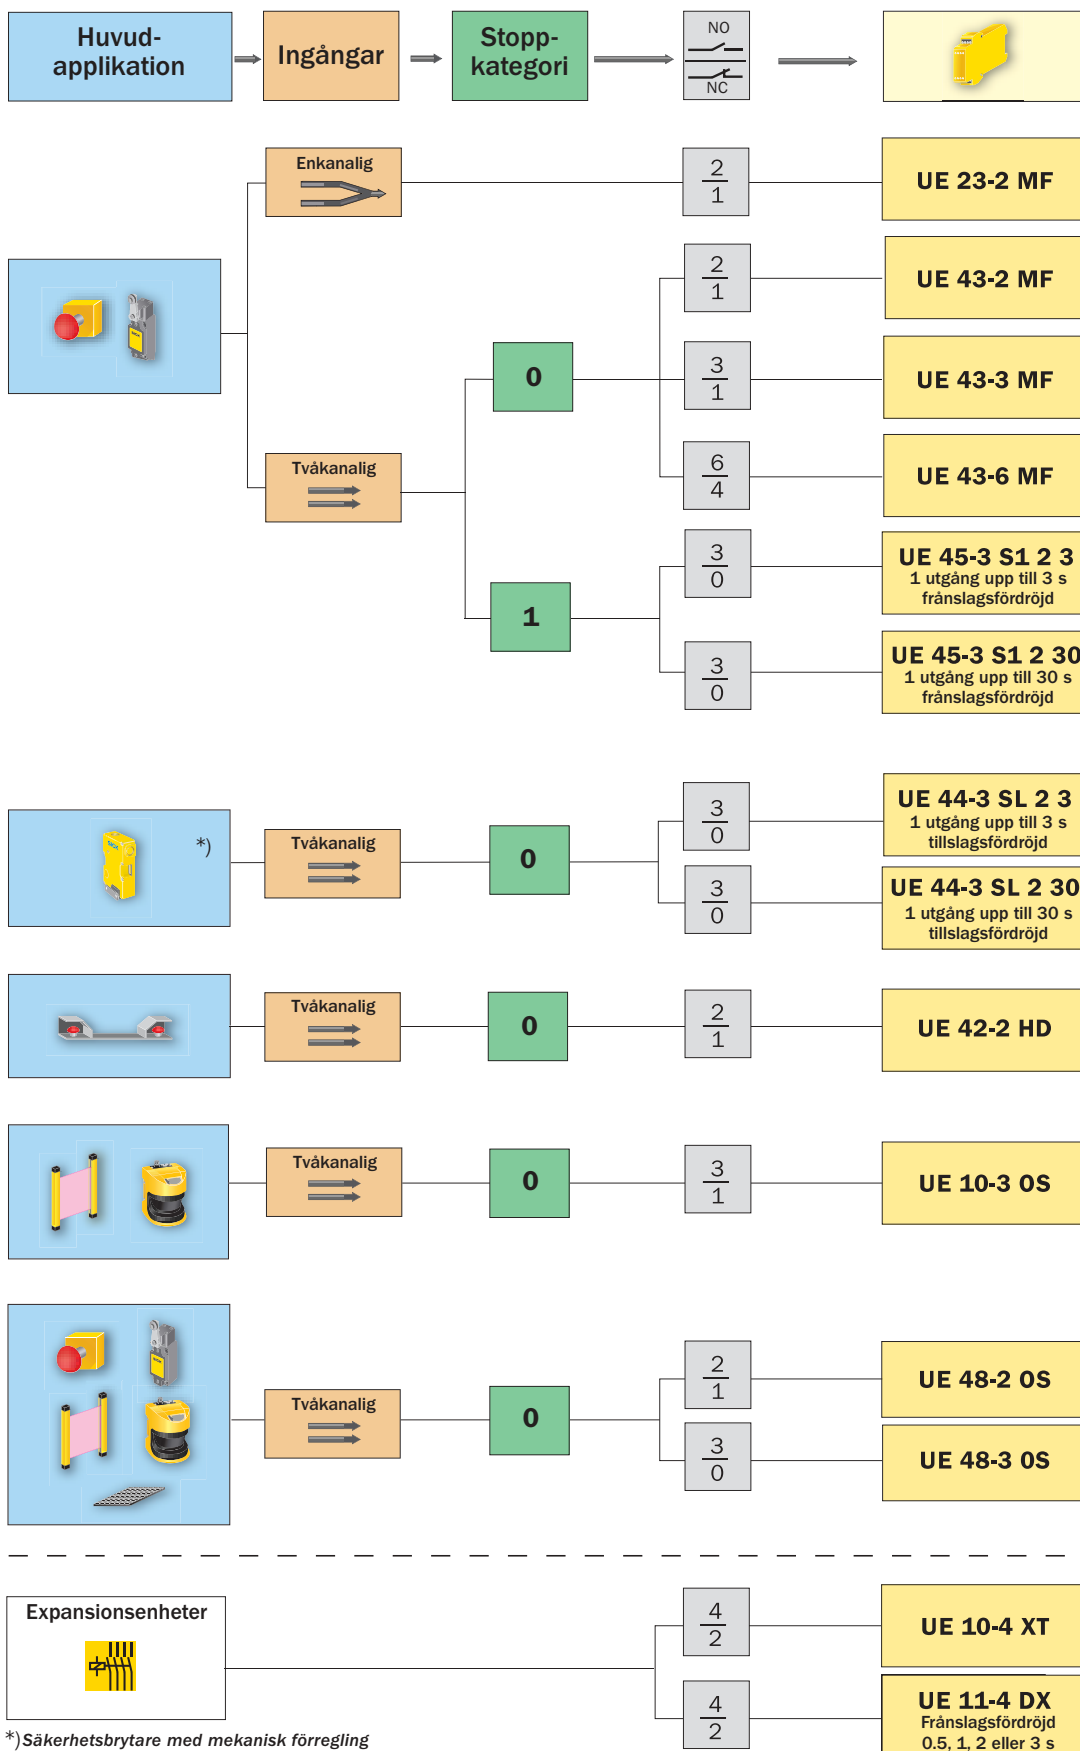 Huvud-
applikation
Ingångar
Stopp-
kategori
NO
NC
Enkanalig
2
1
UE 23-2 MF
2
1
UE 43-2 MF
0
3
1
UE 43-3 MF
Tvåkanalig
6
4
UE 43-6 MF
3
0
UE 45-3 S1 2 3
1 utgång upp till 3 s
frånslagsfördröjd
1
3
0
UE 45-3 S1 2 30
1 utgång upp till 30 s
frånslagsfördröjd
*)
Tvåkanalig
0
3
0
UE 44-3 SL 2 3
1 utgång upp till 3 s
tillslagsfördröjd
3
0
UE 44-3 SL 2 30
1 utgång upp till 30 s
tillslagsfördröjd
Tvåkanalig
0
2
1
UE 42-2 HD
Tvåkanalig
0
3
1
UE 10-3 OS
Tvåkanalig
0
2
1
UE 48-2 OS
3
0
UE 48-3 OS
Expansionsenheter
4
2
UE 10-4 XT
4
2
UE 11-4 DX
Frånslagsfördröjd
0.5, 1, 2 eller 3 s
*) Säkerhetsbrytare med mekanisk förregling